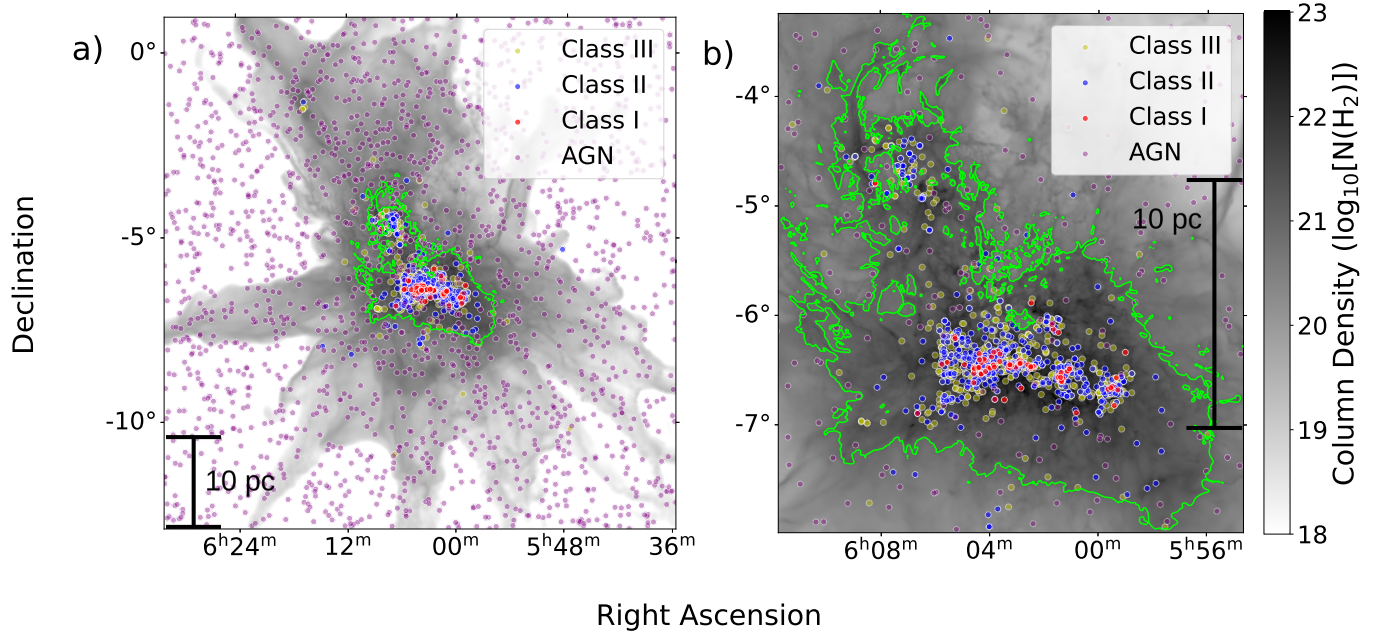 a)
0°
-5°
-10°
Class III
Class II
Class I
AGN
10 pc
6ʰ24ᵐ 12ᵐ 00ᵐ 5ʰ48ᵐ 36ᵐ
Declination
b)
-4°
-5°
-6°
-7°
Class III
Class II
Class I
AGN
10 pc
6ʰ08ᵐ 04ᵐ 00ᵐ 5ʰ56ᵐ
23
22
21
20
19
18
Column Density (log₁₀[N(H₂)])
Right Ascension